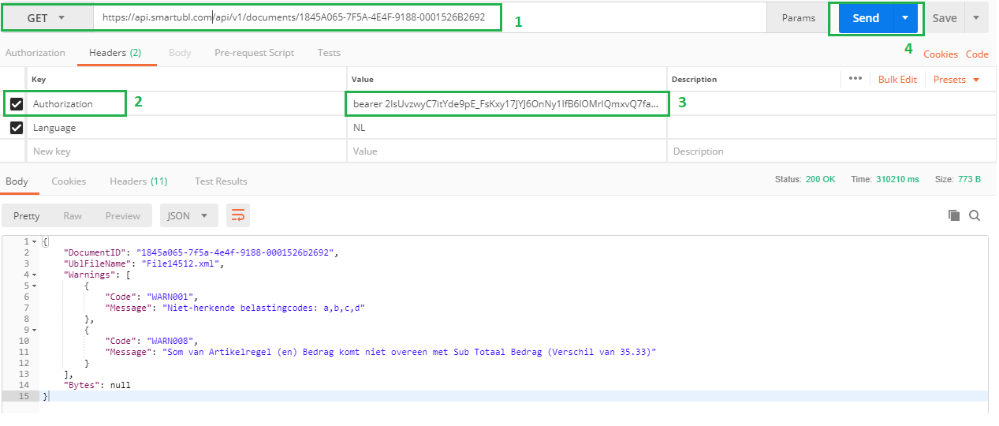 GET https://api.smartubl.com/api/v1/documents/1845A065-7F5A-4E4F-9188-0001526B2692 1 Params Send Save
4
Authorization Headers (2) Body Pre-request Script Tests Cookies Code
Key Value Description ••• Bulk Edit Presets
Authorization 2 bearer 2IsUvzwyC7itYde9pE_FsKxy17JYJ6OnNy1IfB6IOMrIQmxvQ7fa... 3
Language NL
New key Value Description
Body Cookies Headers (11) Test Results Status: 200 OK Time: 310210 ms Size: 773 B
Pretty Raw Preview JSON
1 {
2 "DocumentID": "1845a065-7f5a-4e4f-9188-0001526b2692",
3 "UblFileName": "File14512.xml",
4 "Warnings": [
5 {
6 "Code": "WARN001",
7 "Message": "Niet-herkende belastingcodes: a,b,c,d"
8 },
9 {
10 "Code": "WARN008",
11 "Message": "Som van Artikelregel (en) Bedrag komt niet overeen met Sub Totaal Bedrag (Verschil van 35.33)"
12 }
13 ],
14 "Bytes": null
15 }